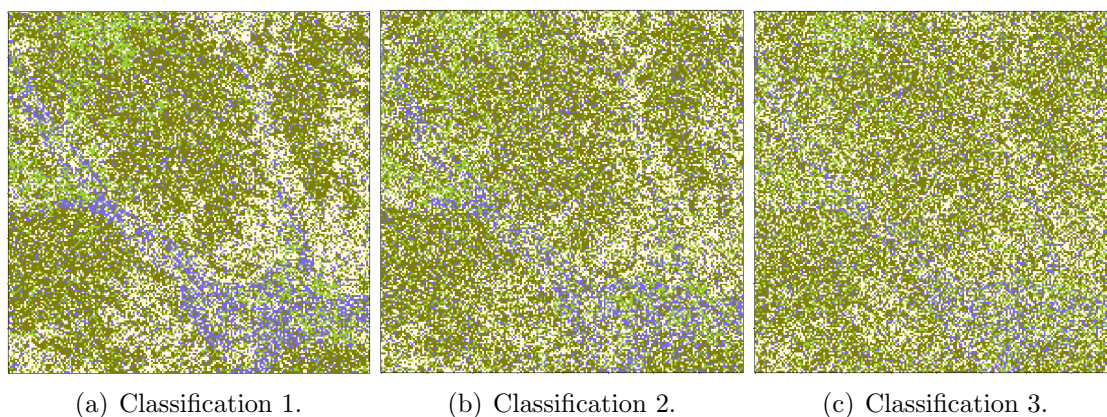 (a) Classification 1.
(b) Classification 2.
(c) Classification 3.